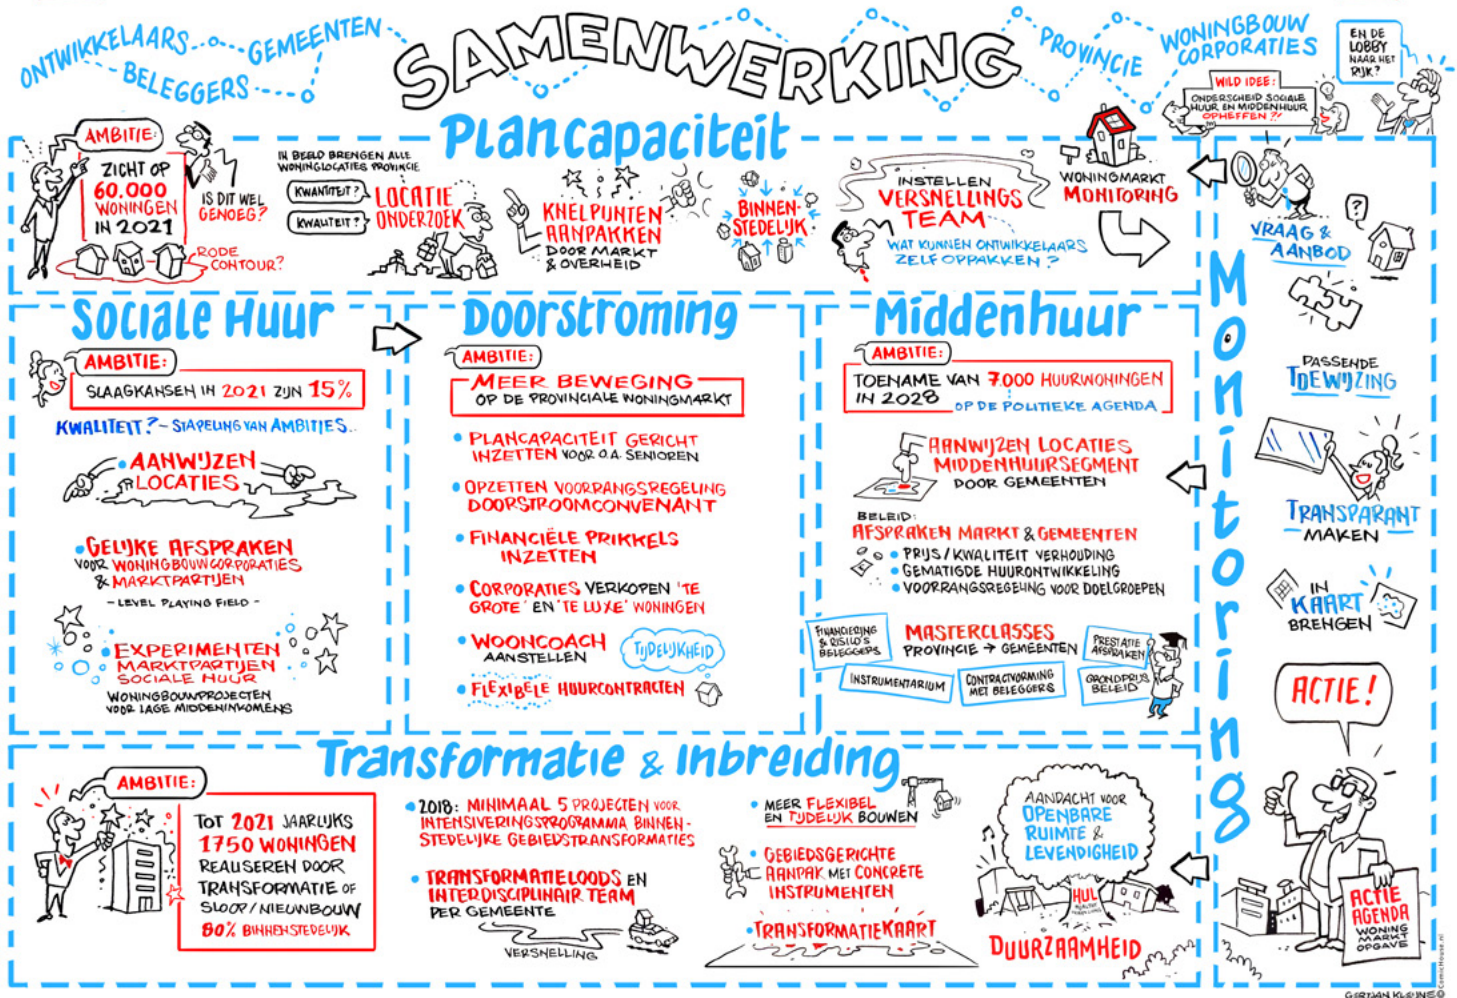 ONTWIKKELAARS
BELEGGERS
GEMEENTEN
SAMENWERKING
PROVINCIE
WONINGBOUW
CORPORATIES
EN DE
LOBBY
NAAR HET
RIJK?
WILD IDEE:
ONDERSCHEID SOCIALE
HUUR EN MIDDENHUUR
OPHEFFEN?!
Plancapaciteit
AMBITIE:
ZICHT OP
60.000
WONINGEN
IN 2021
IS DIT WEL
GENOEG?
RODE
CONTOUR?
IN BEELD BRENGEN ALLE
WONINGLOCATIES PROVINCIE
KWANTITEIT?
KWALITEIT?
LOCATIE
ONDERZOEK
KNELPUNTEN
AANPAKKEN
DOOR MARKT
& OVERHEID
BINNEN-
STEDELIJK
INSTELLEN
VERSNELLINGS
TEAM
WAT KUNNEN ONTWIKKELAARS
ZELF OPPAKKEN?
WONINGMARKT
MONITORING
Sociale Huur
AMBITIE:
SLAAGKANSEN IN 2021 ZIJN 15%
KWALITEIT? - STAPELING VAN AMBITIES..
• AANWIJZEN
LOCATIES
• GELIJKE AFSPRAKEN
VOOR WONINGBOUWCORPORATIES
& MARKTPARTIJEN
- LEVEL PLAYING FIELD -
• EXPERIMENTEN
MARKTPARTIJEN
SOCIALE HUUR
WONINGBOUWPROJECTEN
VOOR LAGE MIDDENINKOMENS
Doorstroming
AMBITIE:
MEER BEWEGING
OP DE PROVINCIALE WONINGMARKT
• PLANCAPACITEIT GERICHT
INZETTEN VOOR O.A. SENIOREN
• OPZETTEN VOORRANGSREGELING
DOORSTROOMCONVENANT
• FINANCIËLE PRIKKELS
INZETTEN
• CORPORATIES VERKOPEN 'TE
GROTE' EN 'TE LUXE' WONINGEN
• WOONCOACH
AANSTELLEN
TIJDELIJKHEID
• FLEXIBELE HUURCONTRACTEN
Middenhuur
AMBITIE:
TOENAME VAN 7.000 HUURWONINGEN
IN 2028
OP DE POLITIEKE AGENDA
AANWIJZEN LOCATIES
MIDDENHUURSEGMENT
DOOR GEMEENTEN
BELEID:
AFSPRAKEN MARKT & GEMEENTEN
• PRIJS/KWALITEIT VERHOUDING
• GEMATIGDE HUURONTWIKKELING
• VOORRANGSREGELING VOOR DOELGROEPEN
FINANCIERING
& RISICO'S
BELEGGERS
MASTERCLASSES
PROVINCIE → GEMEENTEN
PRESTATIE
AFSPRAKEN
INSTRUMENTARIUM
CONTRACTVORMING
MET BELEGGERS
GRONDPRIJS
BELEID
Monitoring
VRAAG &
AANBOD
?
PASSENDE
TOEWIJZING
TRANSPARANT
MAKEN
IN
KAART
BRENGEN
ACTIE!
ACTIE
AGENDA
WONING
MARKT
OPGAVE
Transformatie & Inbreiding
AMBITIE:
TOT 2021 JAARLIJKS
1750 WONINGEN
REALISEREN DOOR
TRANSFORMATIE OF
SLOOP/NIEUWBOUW
80% BINNENSTEDELIJK
• 2018: MINIMAAL 5 PROJECTEN VOOR
INTENSIVERINGSPROGRAMMA BINNEN-
STEDELIJKE GEBIEDSTRANSFORMATIES
• TRANSFORMATIELOODS EN
INTERDISCIPLINAIR TEAM
PER GEMEENTE
VERSNELLING
• MEER FLEXIBEL
EN TIJDELIJK BOUWEN
• GEBIEDSGERICHTE
AANPAK MET CONCRETE
INSTRUMENTEN
• TRANSFORMATIEKAART
AANDACHT VOOR
OPENBARE
RUIMTE &
LEVENDIGHEID
HUL
DUURZAAMHEID
GERTJAN KLEIJNE © ComicHouse.nl